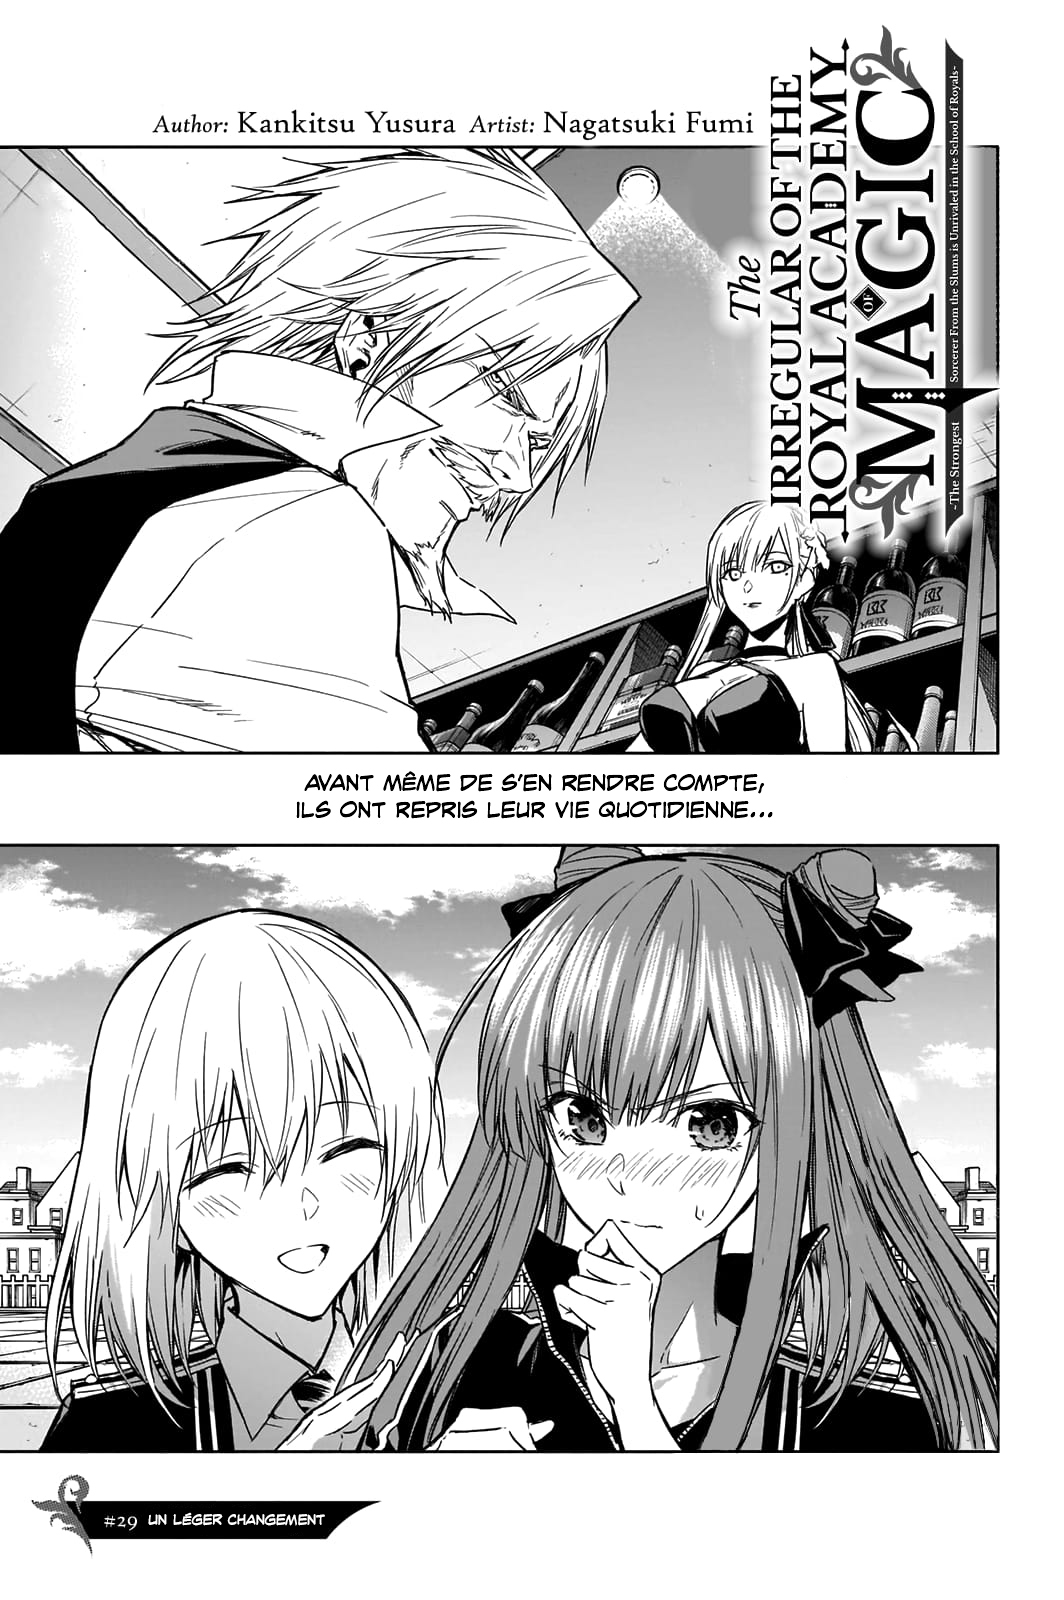 Author: Kankitsu Yusura Artist: Nagatsuki Fumi
The
IRREGULAR OF THE
ROYAL ACADEMY
OF
MAGIC
-The Strongest Sorcerer From the Slums is Unrivaled in the School of Royals-
AVANT MÊME DE S'EN RENDRE COMPTE,
ILS ONT REPRIS LEUR VIE QUOTIDIENNE...
#29 UN LÉGER CHANGEMENT